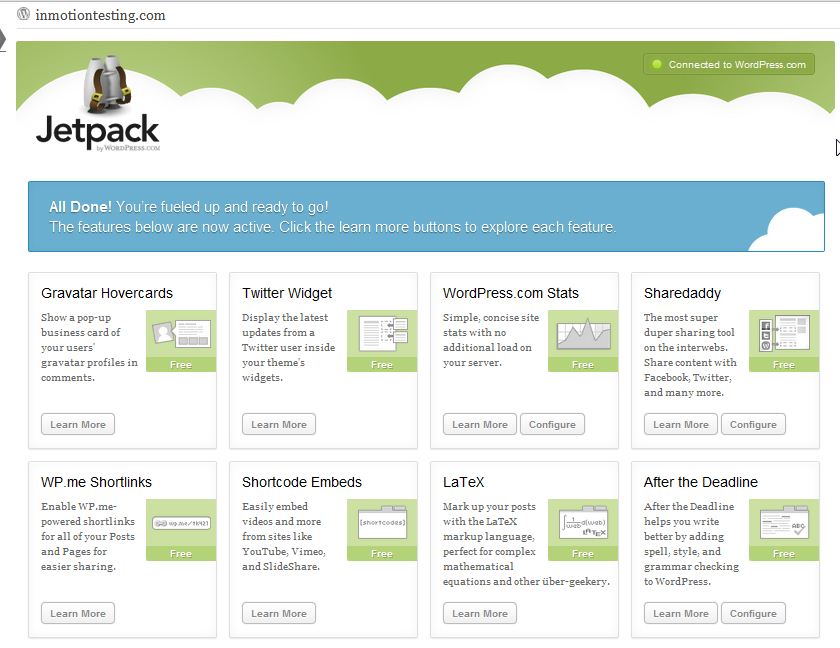 inmotiontesting.com
Connected to WordPress.com
Jetpack
by WORDPRESS.COM
All Done! You're fueled up and ready to go!
The features below are now active. Click the learn more buttons to explore each feature.
Gravatar Hovercards
Show a pop-up
business card of
your users'
gravatar profiles in
comments.
Free
Learn More
Twitter Widget
Display the latest
updates from a
Twitter user inside
your theme's
widgets.
Free
Learn More
WordPress.com Stats
Simple, concise site
stats with no
additional load on
your server.
Free
Learn More Configure
Sharedaddy
The most super
duper sharing tool
on the interwebs.
Share content with
Facebook, Twitter,
and many more.
Free
Learn More Configure
WP.me Shortlinks
Enable WP.me-
powered shortlinks
for all of your Posts
and Pages for
easier sharing.
Free
Learn More
Shortcode Embeds
Easily embed
videos and more
from sites like
YouTube, Vimeo,
and SlideShare.
[shortcodes]
Free
Learn More
LaTeX
Mark up your posts
with the LaTeX
markup language,
perfect for complex
mathematical
equations and other über-geekery.
LATEX
Free
Learn More
After the Deadline
After the Deadline
helps you write
better by adding
spell, style, and
grammar checking
to WordPress.
ABC
Free
Learn More Configure